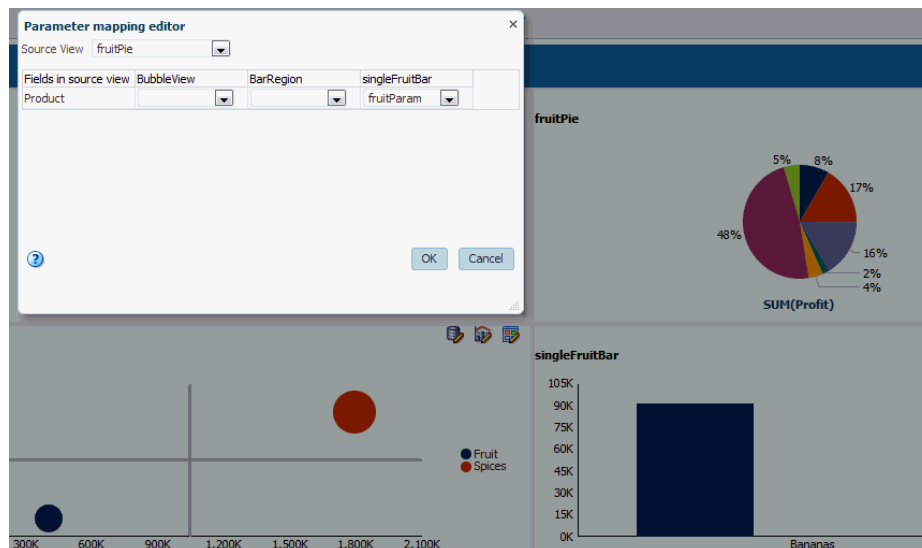 Parameter mapping editor
Source View fruitPie
Fields in source view BubbleView BarRegion singleFruitBar
Product fruitParam
OK Cancel
fruitPie
5% 8%
17%
48%
16%
2%
4%
SUM(Profit)
Fruit
Spices
300K 600K 900K 1,200K 1,500K 1,800K 2,100K
singleFruitBar
105K
90K
75K
60K
45K
30K
15K
0K
Bananas